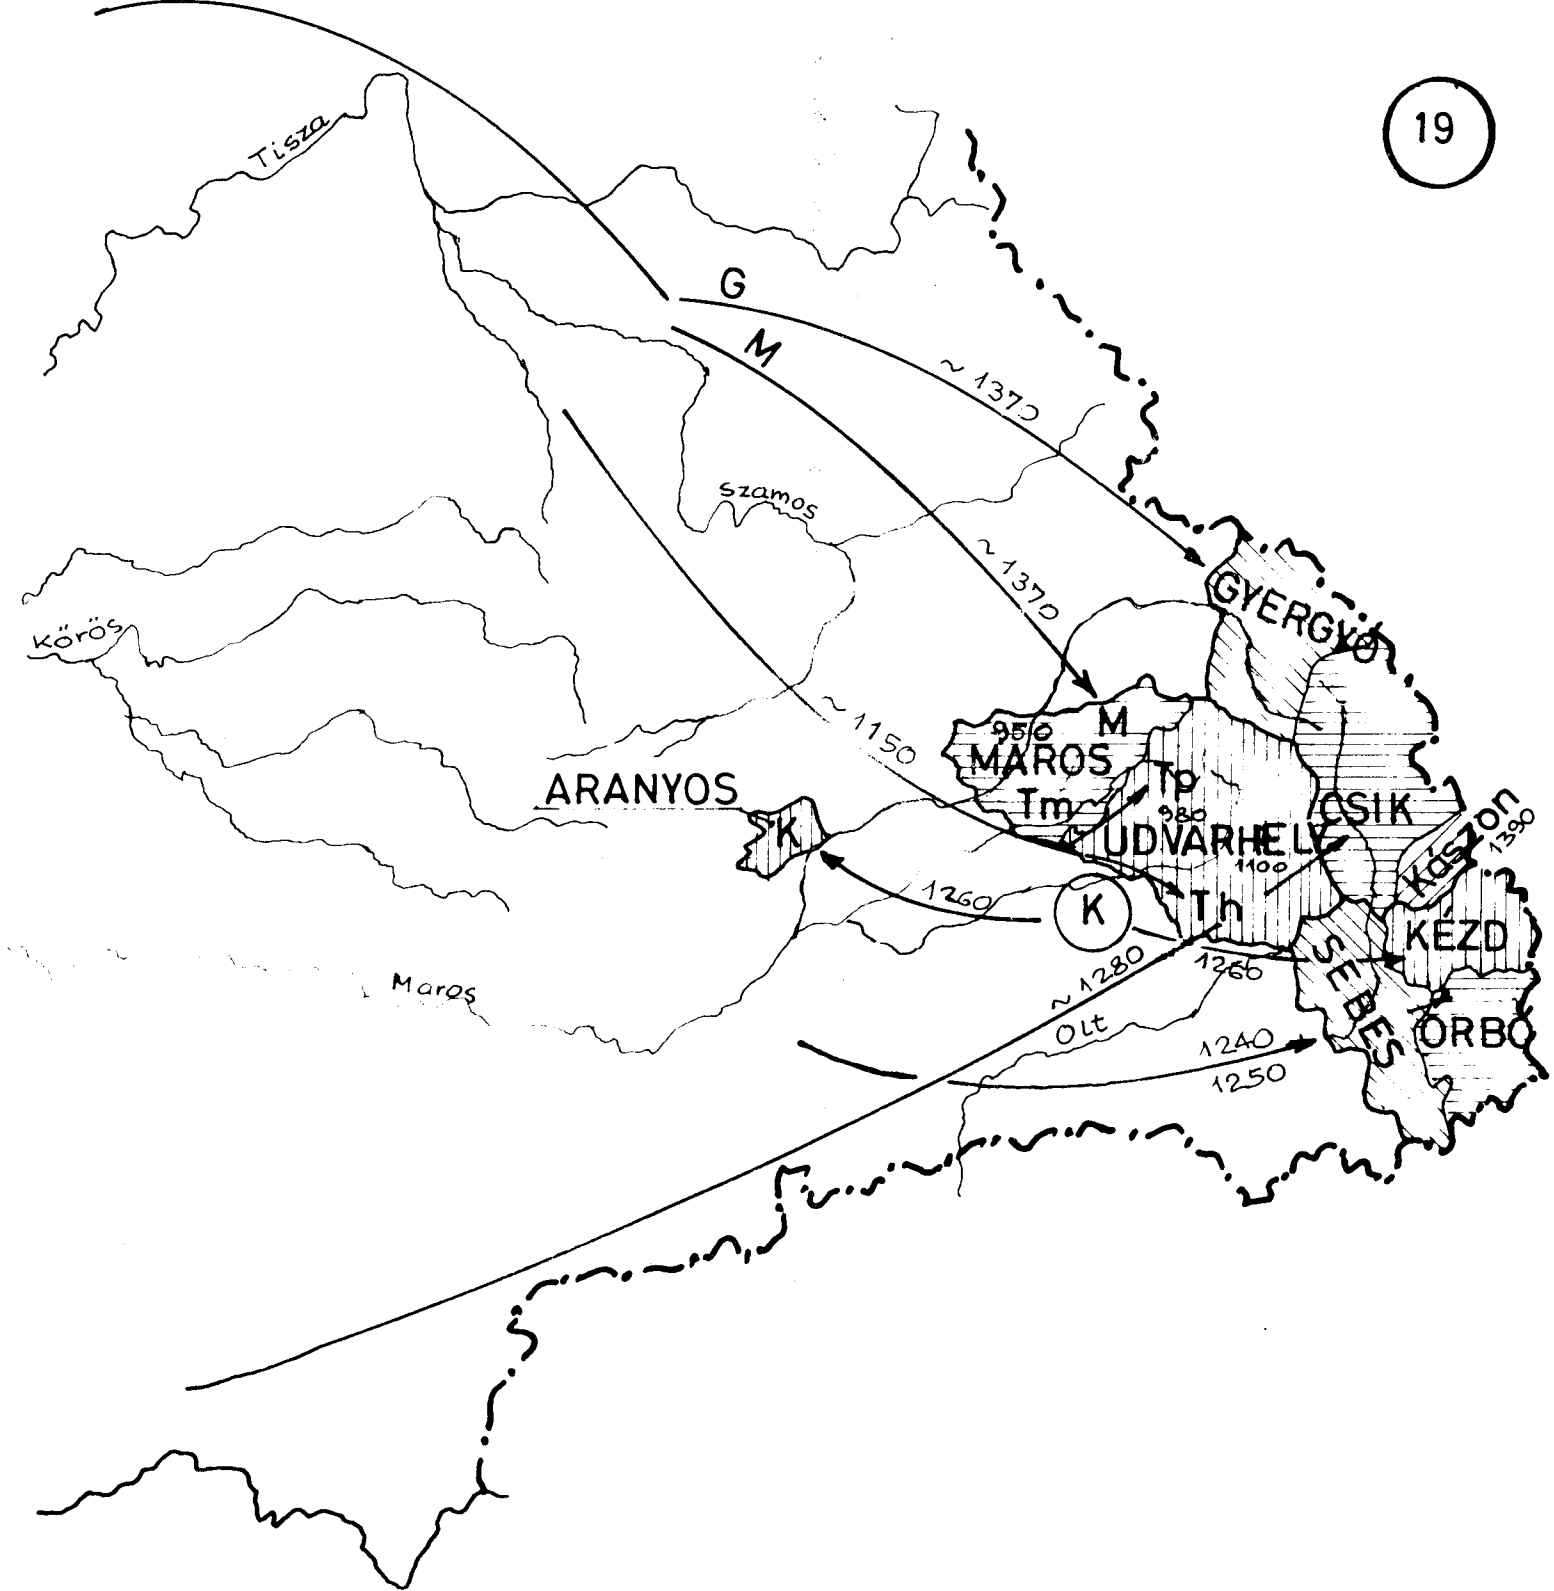 19
Tisza
G
M
~ 1370
Szamos
~ 1370
GYERGYÓ
Kőrös
950
M
MAROS
~ 1150
Tp
Tm
980
ARANYOS
K
CSIK
Kászon
1390
UDVARHELY
1100
1260
K
Th
KÉZD
SEBES
1260
~ 1280
Maros
Olt
ORBÓ
1240
1250